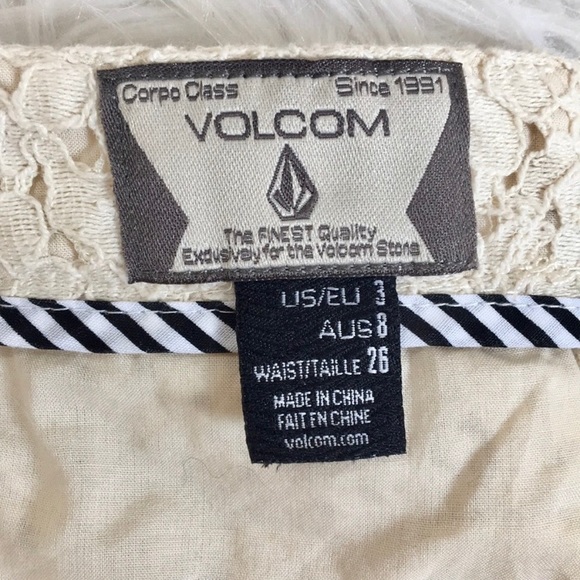 Corpo Class Since 1991
VOLCOM
The FINEST Quality
Exclusively for the Volcom Stone
US/EU 3
AUS 8
WAIST/TAILLE 26
MADE IN CHINA
FAIT EN CHINE
volcom.com